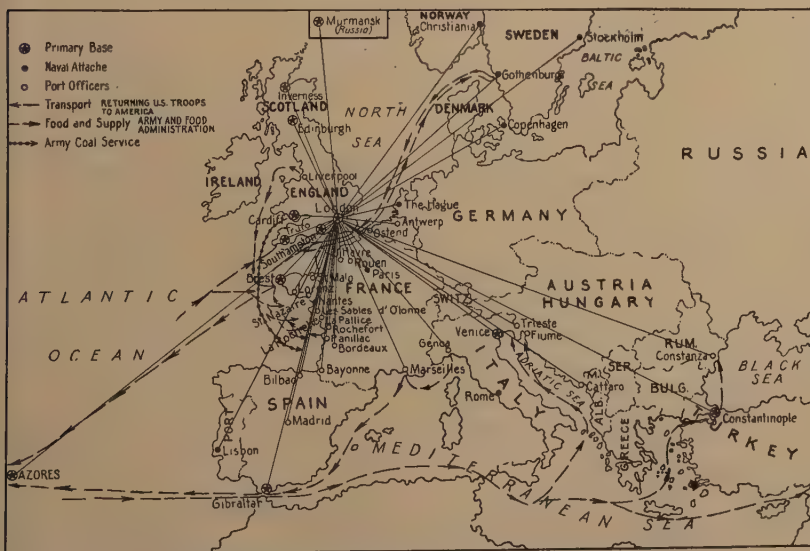 Primary Base
Naval Attache
Port Officers
Transport RETURNING U.S. TROOPS
TO AMERICA
Food and Supply ARMY AND FOOD
ADMINISTRATION
Army Coal Service
Murmansk
(Russia)
NORWAY
Christiania
SWEDEN
Stockholm
BALTIC
SEA
Gothenburg
Inverness
SCOTLAND
Edinburgh
NORTH
SEA
DENMARK
Copenhagen
RUSSIA
IRELAND
Liverpool
ENGLAND
London
Cardiff
Southampton
The Hague
Antwerp
Ostend
GERMANY
Havre
Rouen
Paris
Brest
St Malo
FRANCE
Nantes
St Nazarre
Les Sables d'Olonne
La Pallice
Rochefort
Pauillac
Bordeaux
ATLANTIC
OCEAN
SWITZ.
AUSTRIA
HUNGARY
Venice
Trieste
Fiume
Genoa
RUM.
Constanza
SER.
BULG.
BLACK
SEA
ADRIATIC SEA
M.
Cattaro
ALB.
ITALY
Rome
Bilbao
Bayonne
Marseilles
SPAIN
Madrid
PORT
Lisbon
AZORES
Gibraltar
MEDITERRANEAN SEA
GREECE
Constantinople
TURKEY